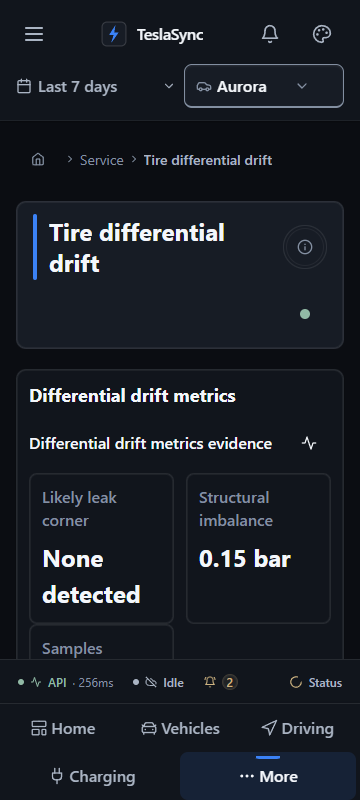 TeslaSync
Last 7 days
Aurora
Service
Tire differential drift
Tire differential
drift
Differential drift metrics
Differential drift metrics evidence
Likely leak
corner
None
detected
Structural
imbalance
0.15 bar
Samples
API · 256ms
Idle
2
Status
Home
Vehicles
Driving
Charging
More